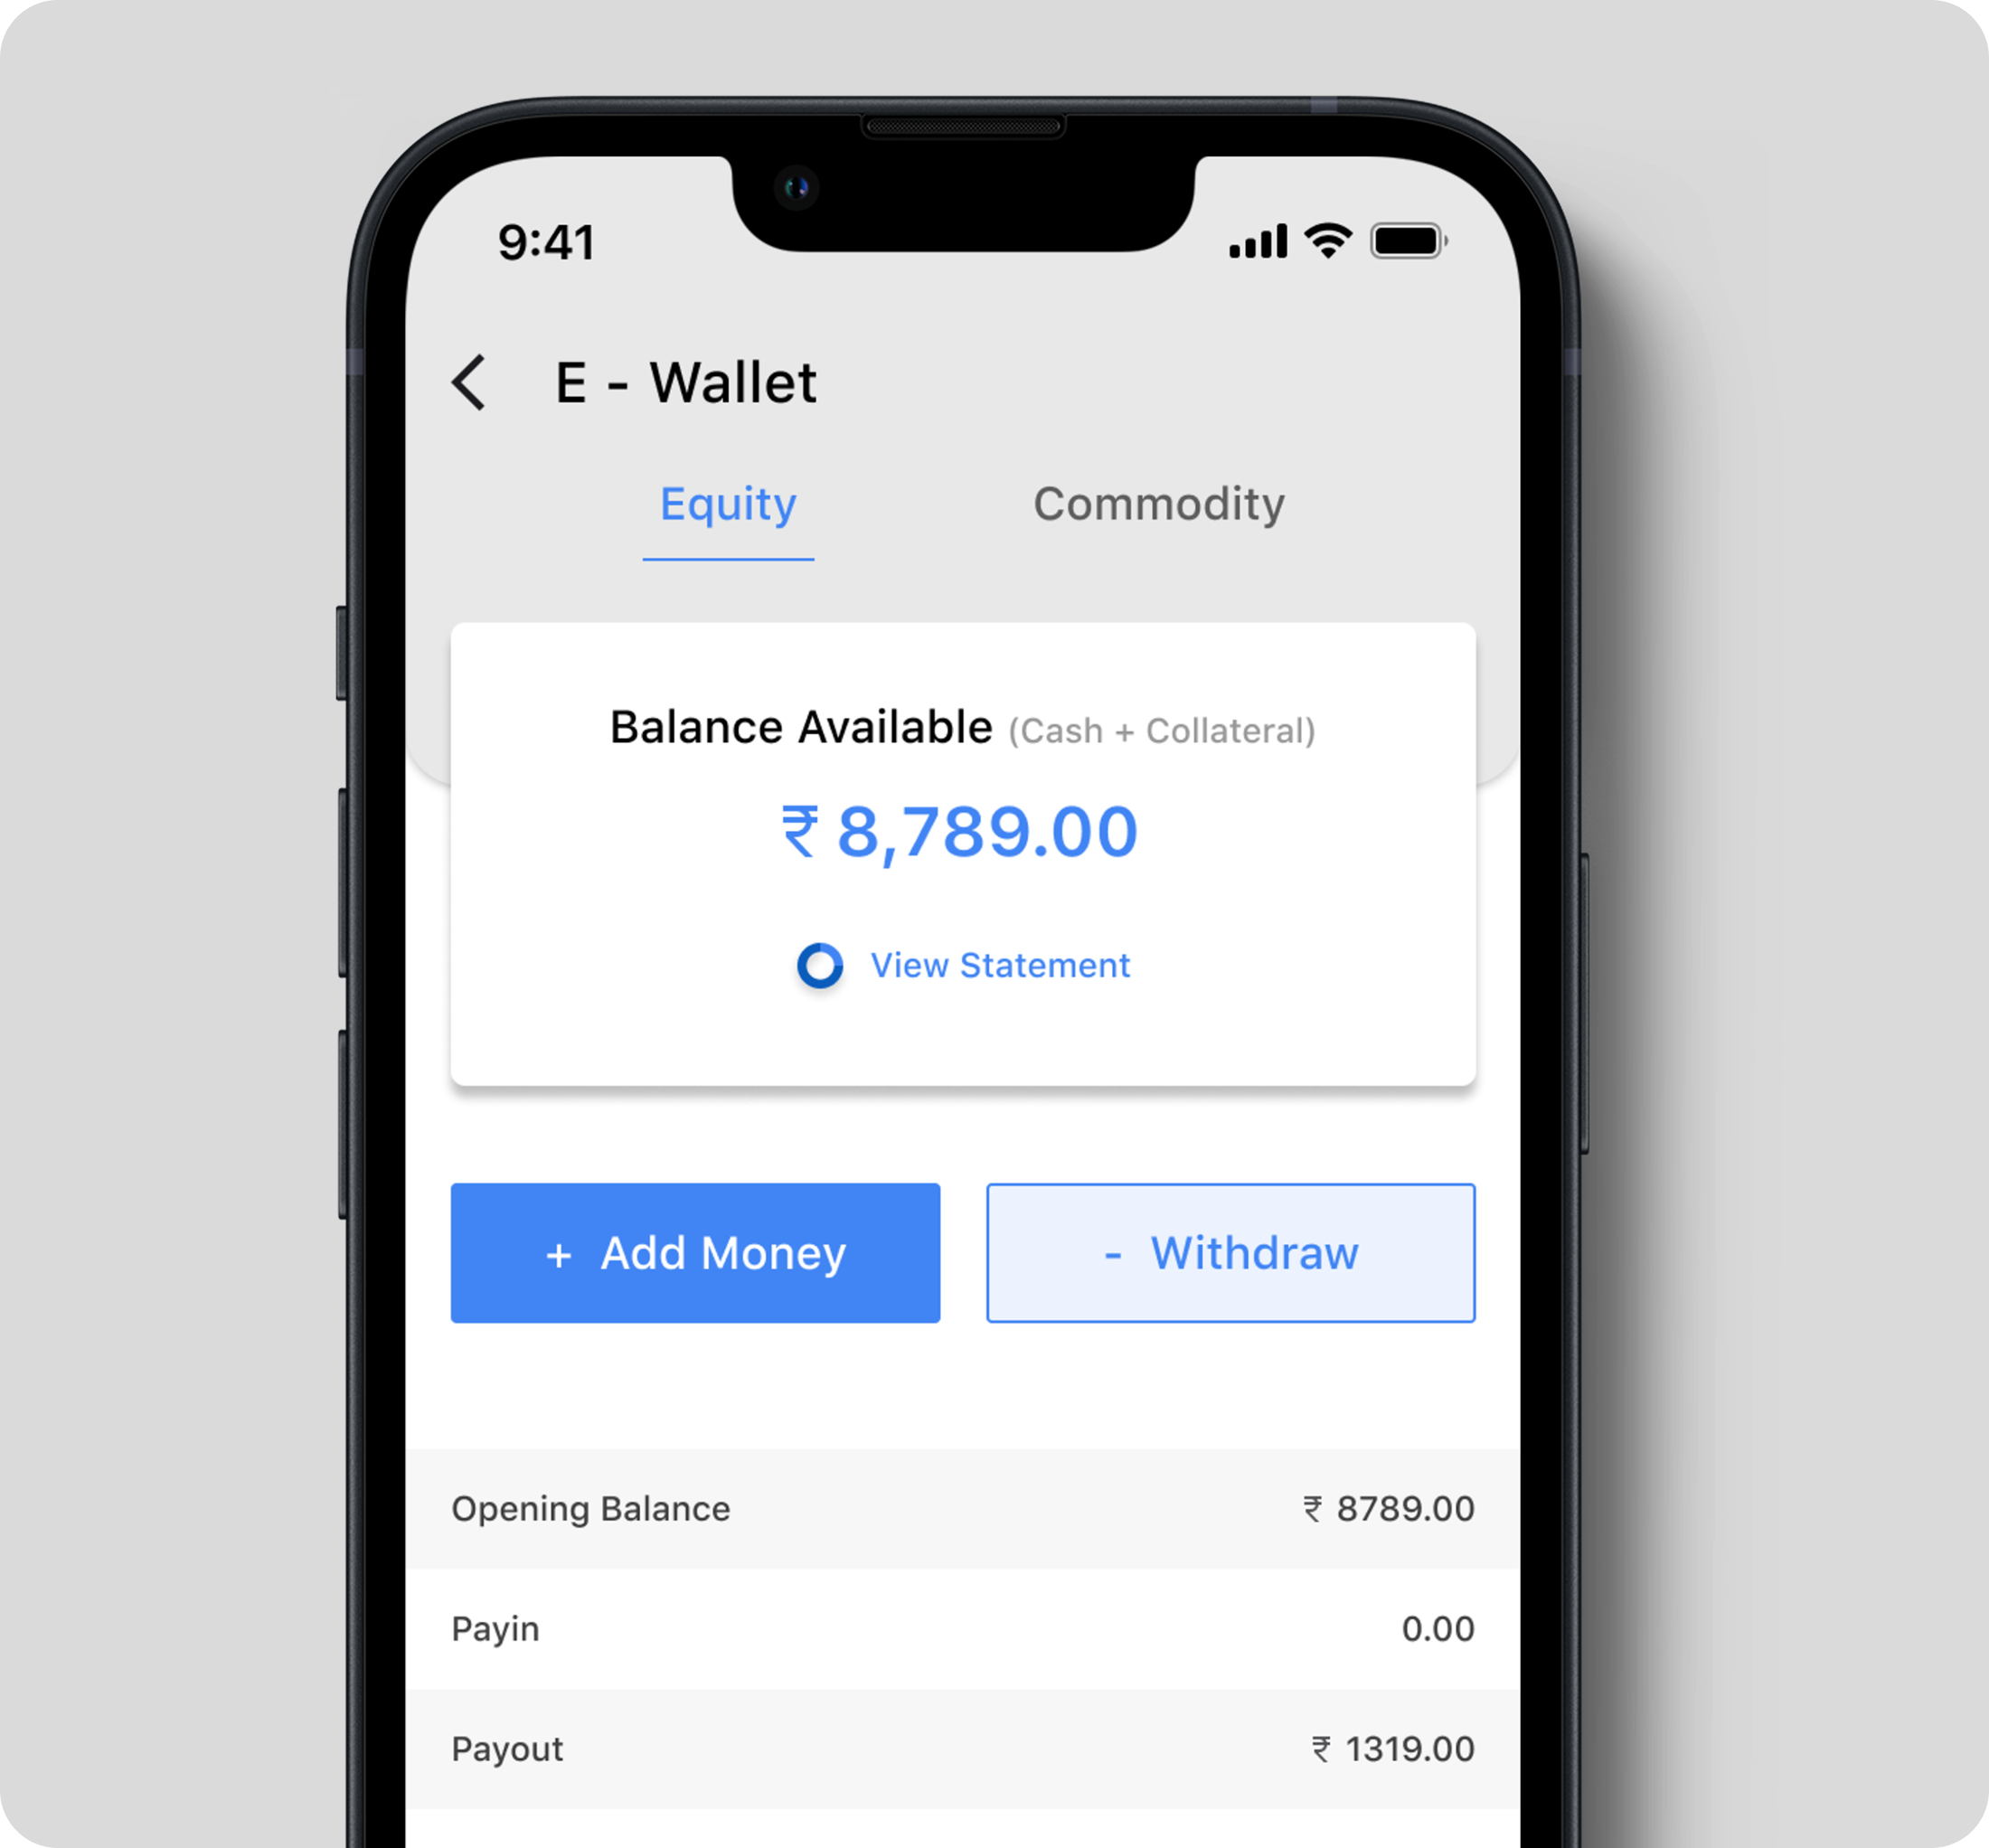 9:41
E - Wallet
Equity Commodity
Balance Available (Cash + Collateral)
₹ 8,789.00
View Statement
+ Add Money - Withdraw
Opening Balance ₹ 8789.00
Payin 0.00
Payout ₹ 1319.00